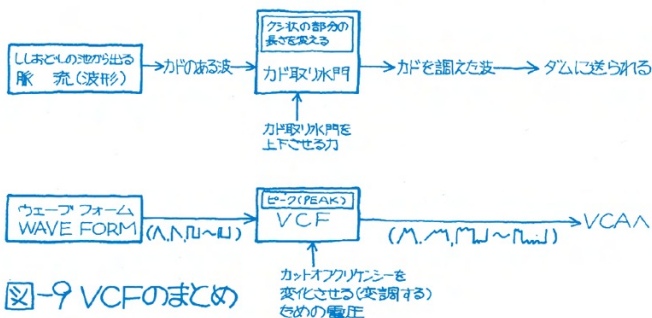 ししおどしの池から出る
脈 流(波形)
カドのある波
クシ状の部分の
長さを変える
カド取り水門
カドを調えた波
ダムに送られる
カド取り水門を
上下させる力
ウェーブ フォーム
WAVE FORM
ピーク(PEAK)
VCF
VCAへ
カットオフクリケンシーを
変化させる(変調する)
ための電圧
図-9 VCFのまとめ